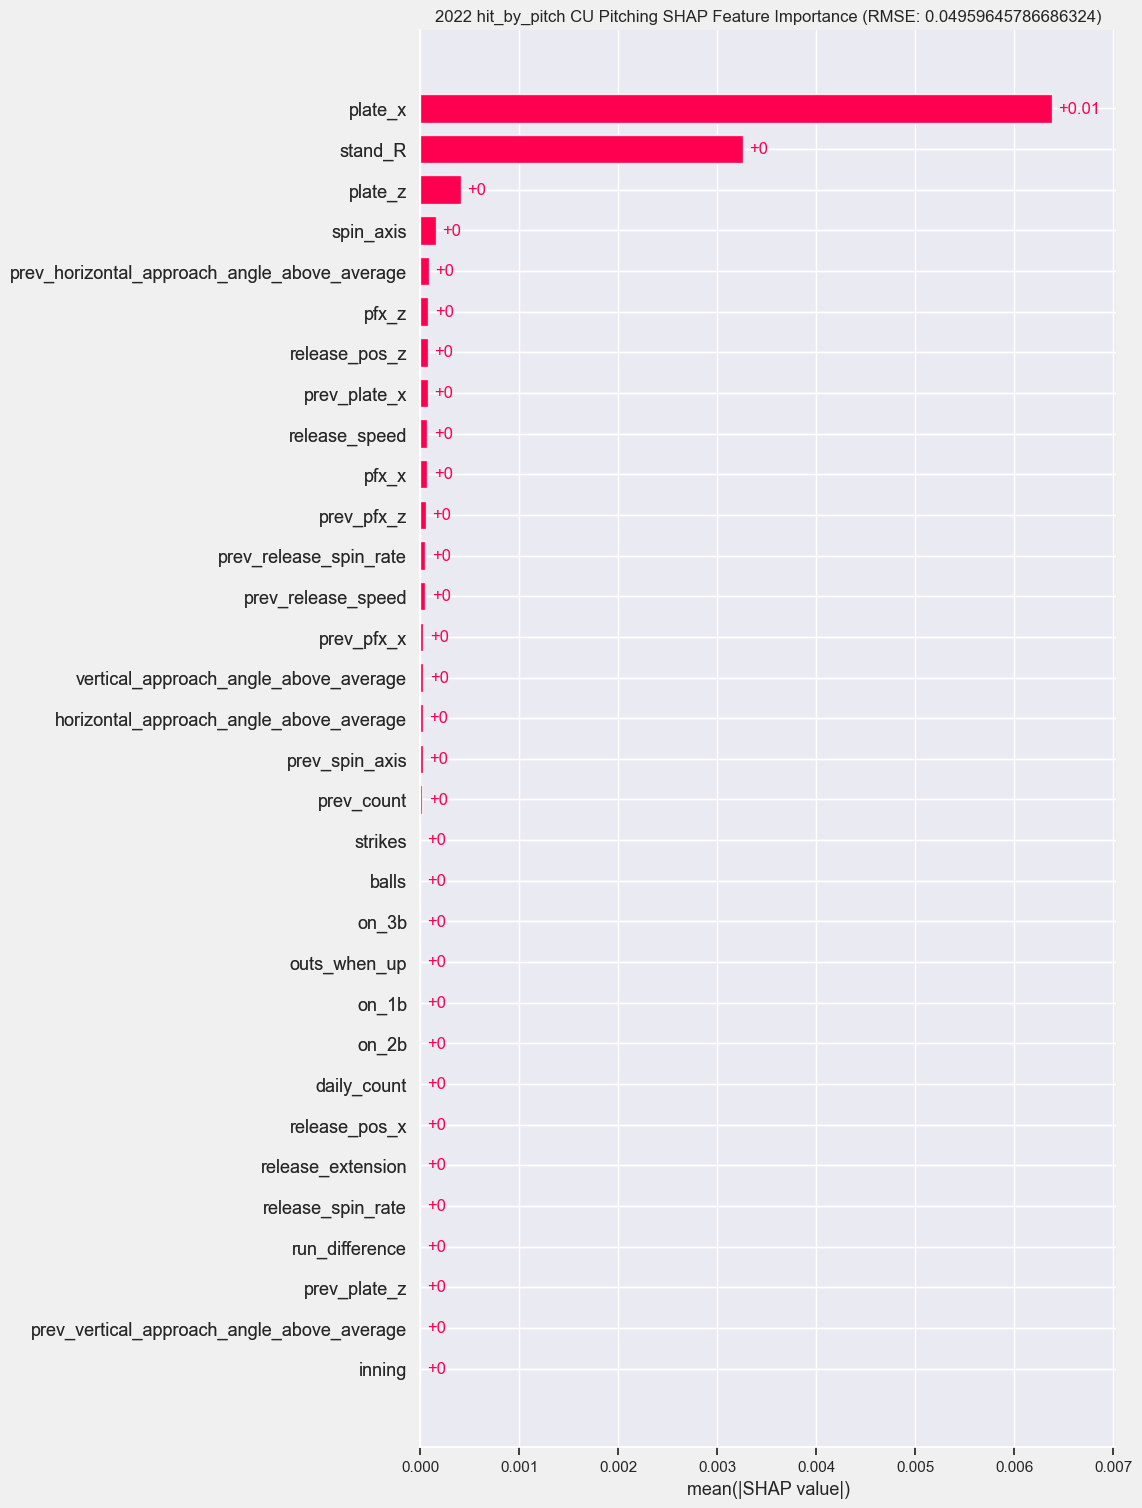 2022 hit_by_pitch CU Pitching SHAP Feature Importance (RMSE: 0.04959645786686324)
plate_x +0.01
stand_R +0
plate_z +0
spin_axis +0
prev_horizontal_approach_angle_above_average +0
pfx_z +0
release_pos_z +0
prev_plate_x +0
release_speed +0
pfx_x +0
prev_pfx_z +0
prev_release_spin_rate +0
prev_release_speed +0
prev_pfx_x +0
vertical_approach_angle_above_average +0
horizontal_approach_angle_above_average +0
prev_spin_axis +0
prev_count +0
strikes +0
balls +0
on_3b +0
outs_when_up +0
on_1b +0
on_2b +0
daily_count +0
release_pos_x +0
release_extension +0
release_spin_rate +0
run_difference +0
prev_plate_z +0
prev_vertical_approach_angle_above_average +0
inning +0
0.000 0.001 0.002 0.003 0.004 0.005 0.006 0.007
mean(|SHAP value|)